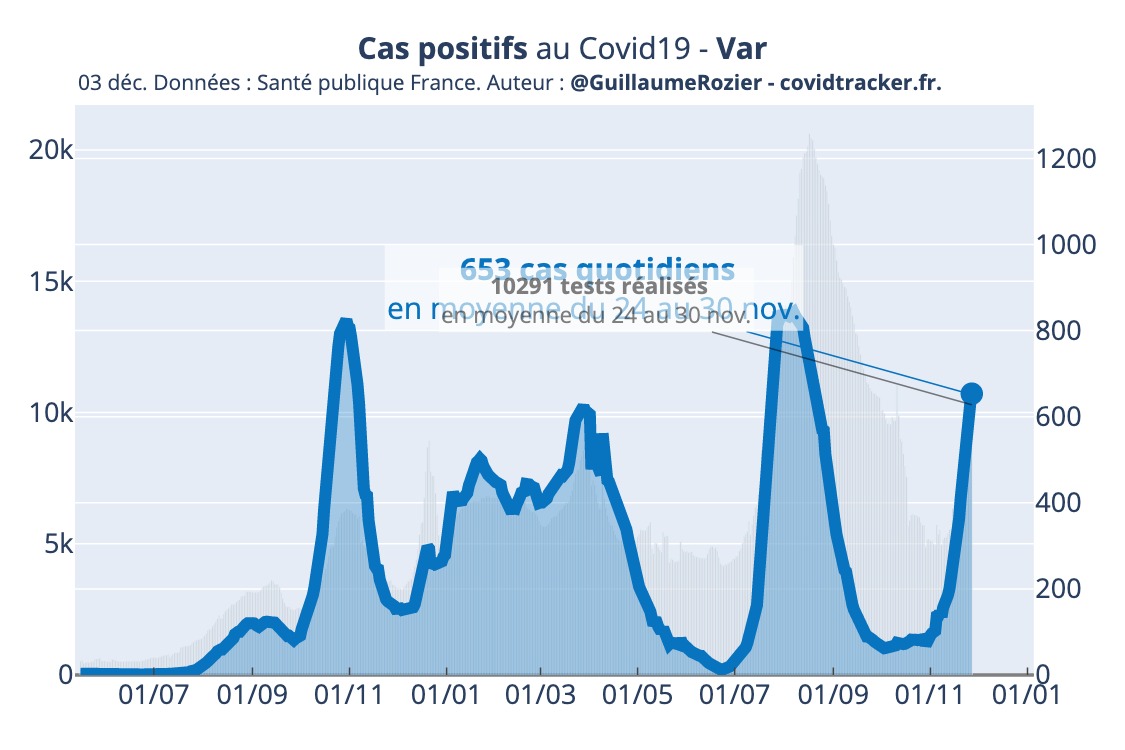 Cas positifs au Covid19 - Var
03 déc. Données : Santé publique France. Auteur : @GuillaumeRozier - covidtracker.fr.
20k
15k
10k
5k
0
1200
1000
800
600
400
200
0
653 cas quotidiens
en moyenne du 24 au 30 nov.
10291 tests réalisés
en moyenne du 24 au 30 nov.
01/07 01/09 01/11 01/01 01/03 01/05 01/07 01/09 01/11 01/01